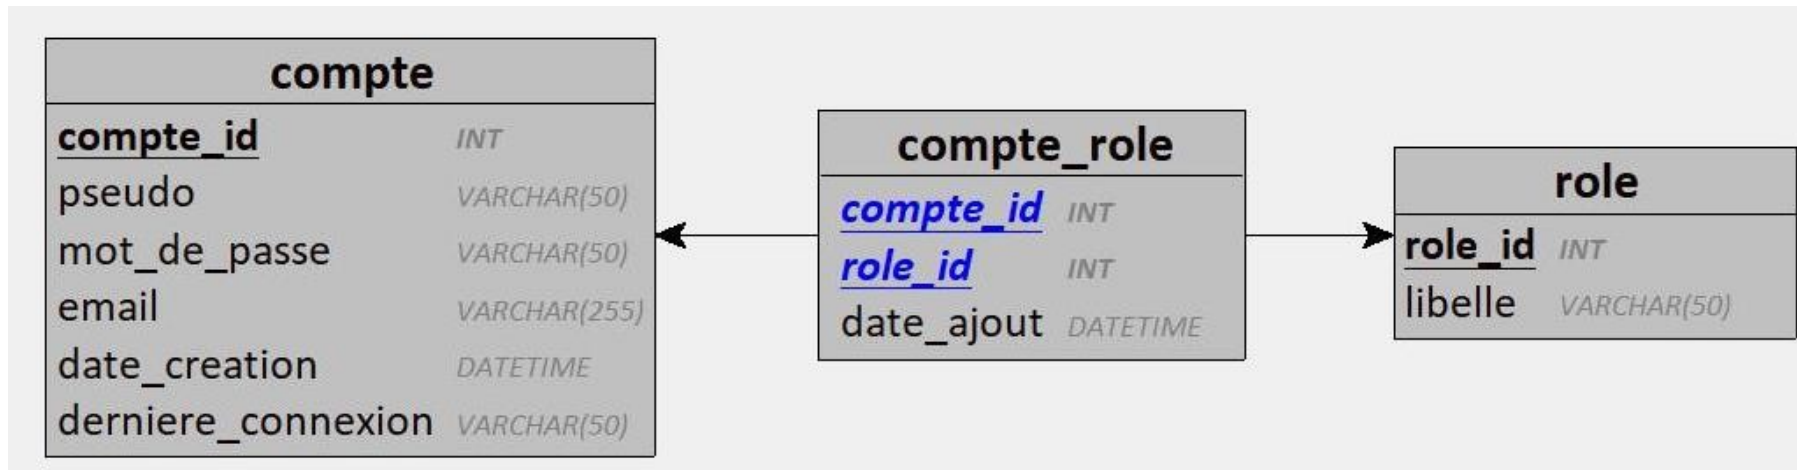 compte
compte_id INT
pseudo VARCHAR(50)
mot_de_passe VARCHAR(50)
email VARCHAR(255)
date_creation DATETIME
derniere_connexion VARCHAR(50)
compte_role
compte_id INT
role_id INT
date_ajout DATETIME
role
role_id INT
libelle VARCHAR(50)